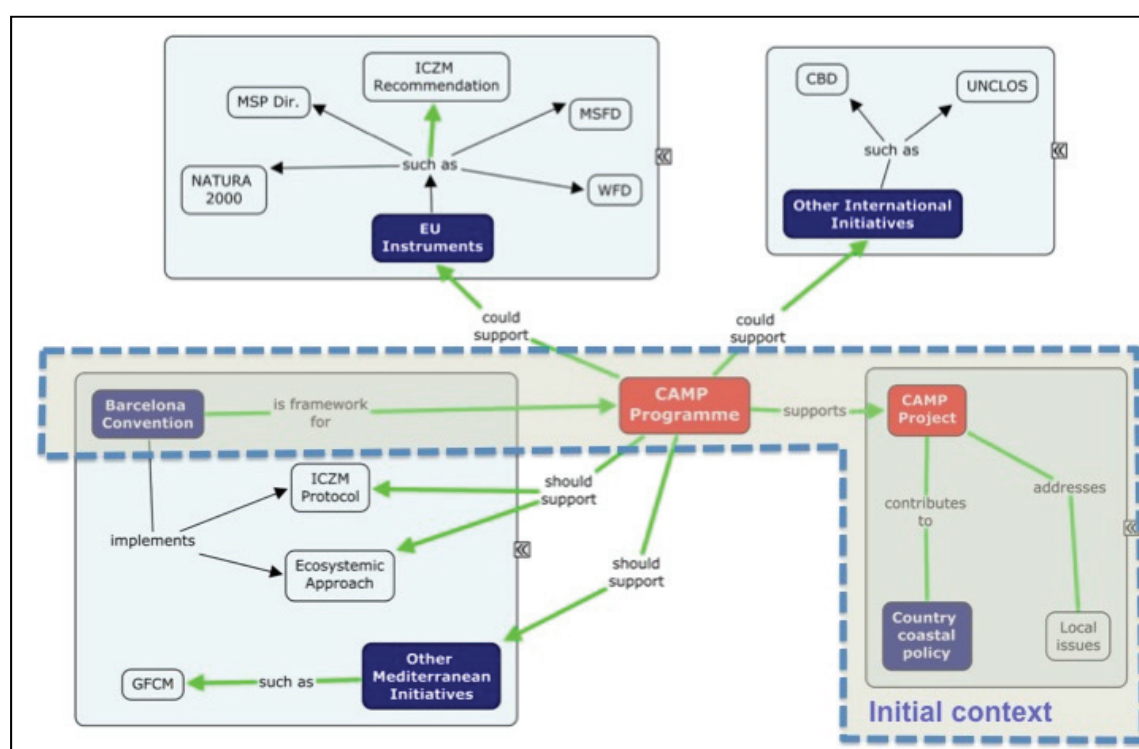 ICZM
Recommendation
MSP Dir.
MSFD
such as
NATURA
2000
WFD
EU
Instruments
CBD
UNCLOS
such as
Other International
Initiatives
could
support
could
support
Barcelona
Convention
is framework
for
CAMP
Programme
supports
CAMP
Project
ICZM
Protocol
should
support
implements
Ecosystemic
Approach
should
support
contributes
to
addresses
Country
coastal
policy
Local
issues
GFCM
such as
Other
Mediterranean
Initiatives
Initial context